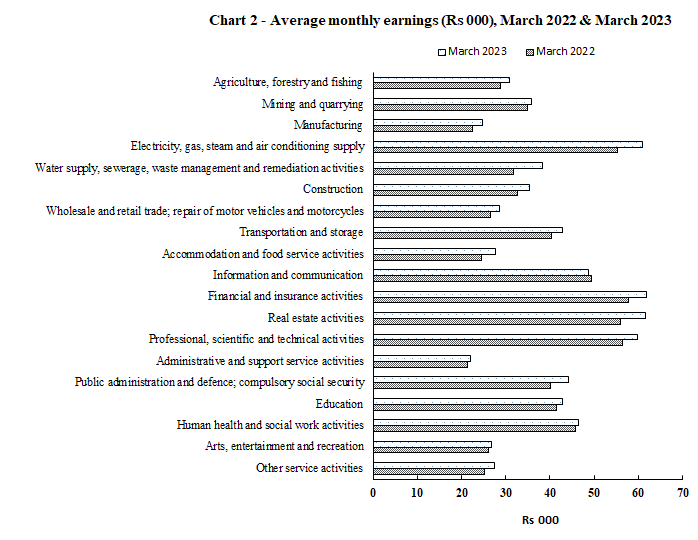 Chart 2 - Average monthly earnings (Rs 000), March 2022 & March 2023
March 2023 March 2022
Agriculture, forestry and fishing
Mining and quarrying
Manufacturing
Electricity, gas, steam and air conditioning supply
Water supply, sewerage, waste management and remediation activities
Construction
Wholesale and retail trade; repair of motor vehicles and motorcycles
Transportation and storage
Accommodation and food service activities
Information and communication
Financial and insurance activities
Real estate activities
Professional, scientific and technical activities
Administrative and support service activities
Public administration and defence; compulsory social security
Education
Human health and social work activities
Arts, entertainment and recreation
Other service activities
0 10 20 30 40 50 60 70
Rs 000